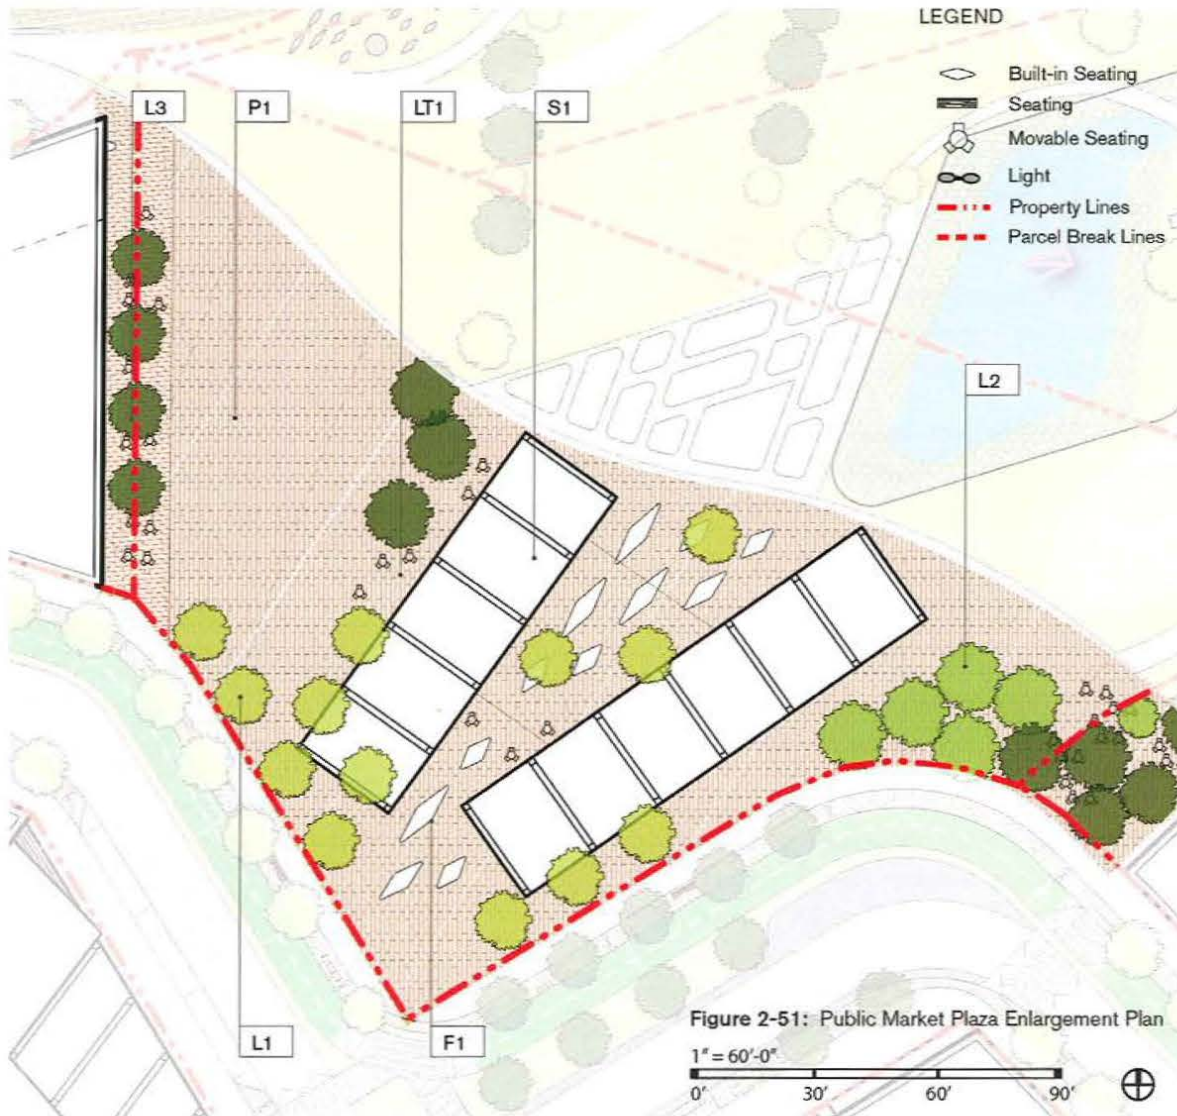 LEGEND
Built-in Seating
Seating
Movable Seating
Light
Property Lines
Parcel Break Lines
L3
P1
LT1
S1
L2
L1
F1
Figure 2-51: Public Market Plaza Enlargement Plan
1" = 60'-0"
0' 30' 60' 90'